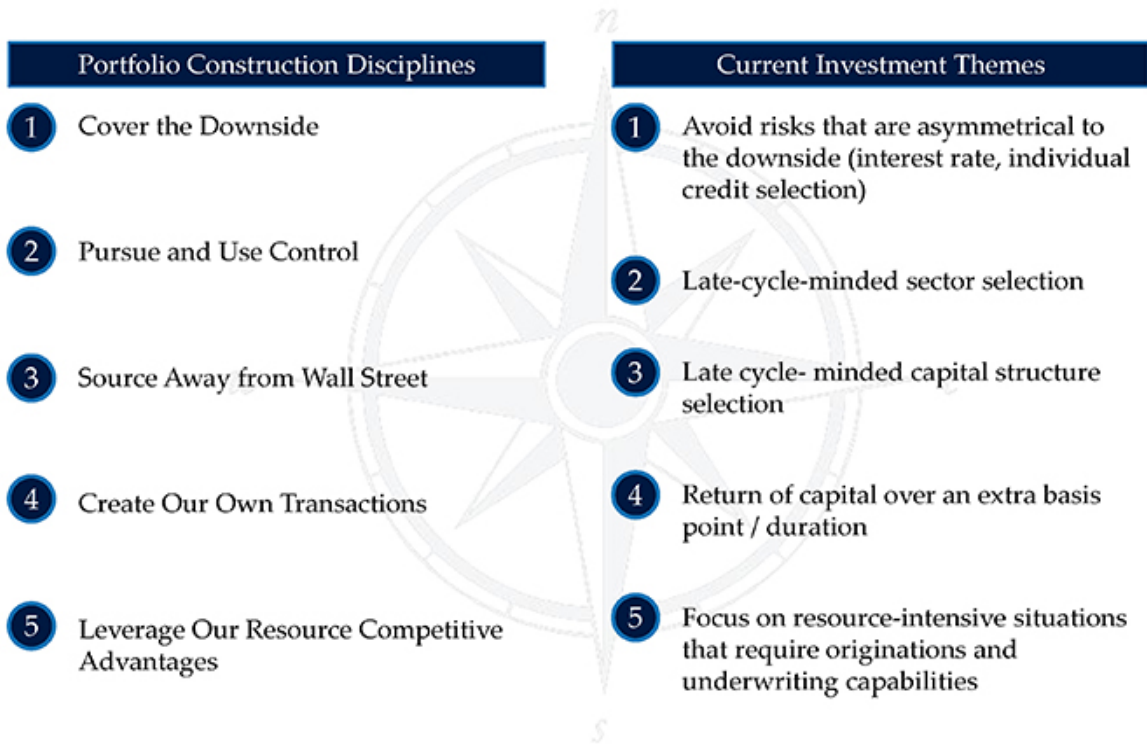 n
Portfolio Construction Disciplines
1
Cover the Downside
2
Pursue and Use Control
3
Source Away from Wall Street
4
Create Our Own Transactions
5
Leverage Our Resource Competitive
Advantages
Current Investment Themes
1
Avoid risks that are asymmetrical to
the downside (interest rate, individual
credit selection)
2
Late-cycle-minded sector selection
3
Late cycle- minded capital structure
selection
4
Return of capital over an extra basis
point / duration
5
Focus on resource-intensive situations
that require originations and
underwriting capabilities
s